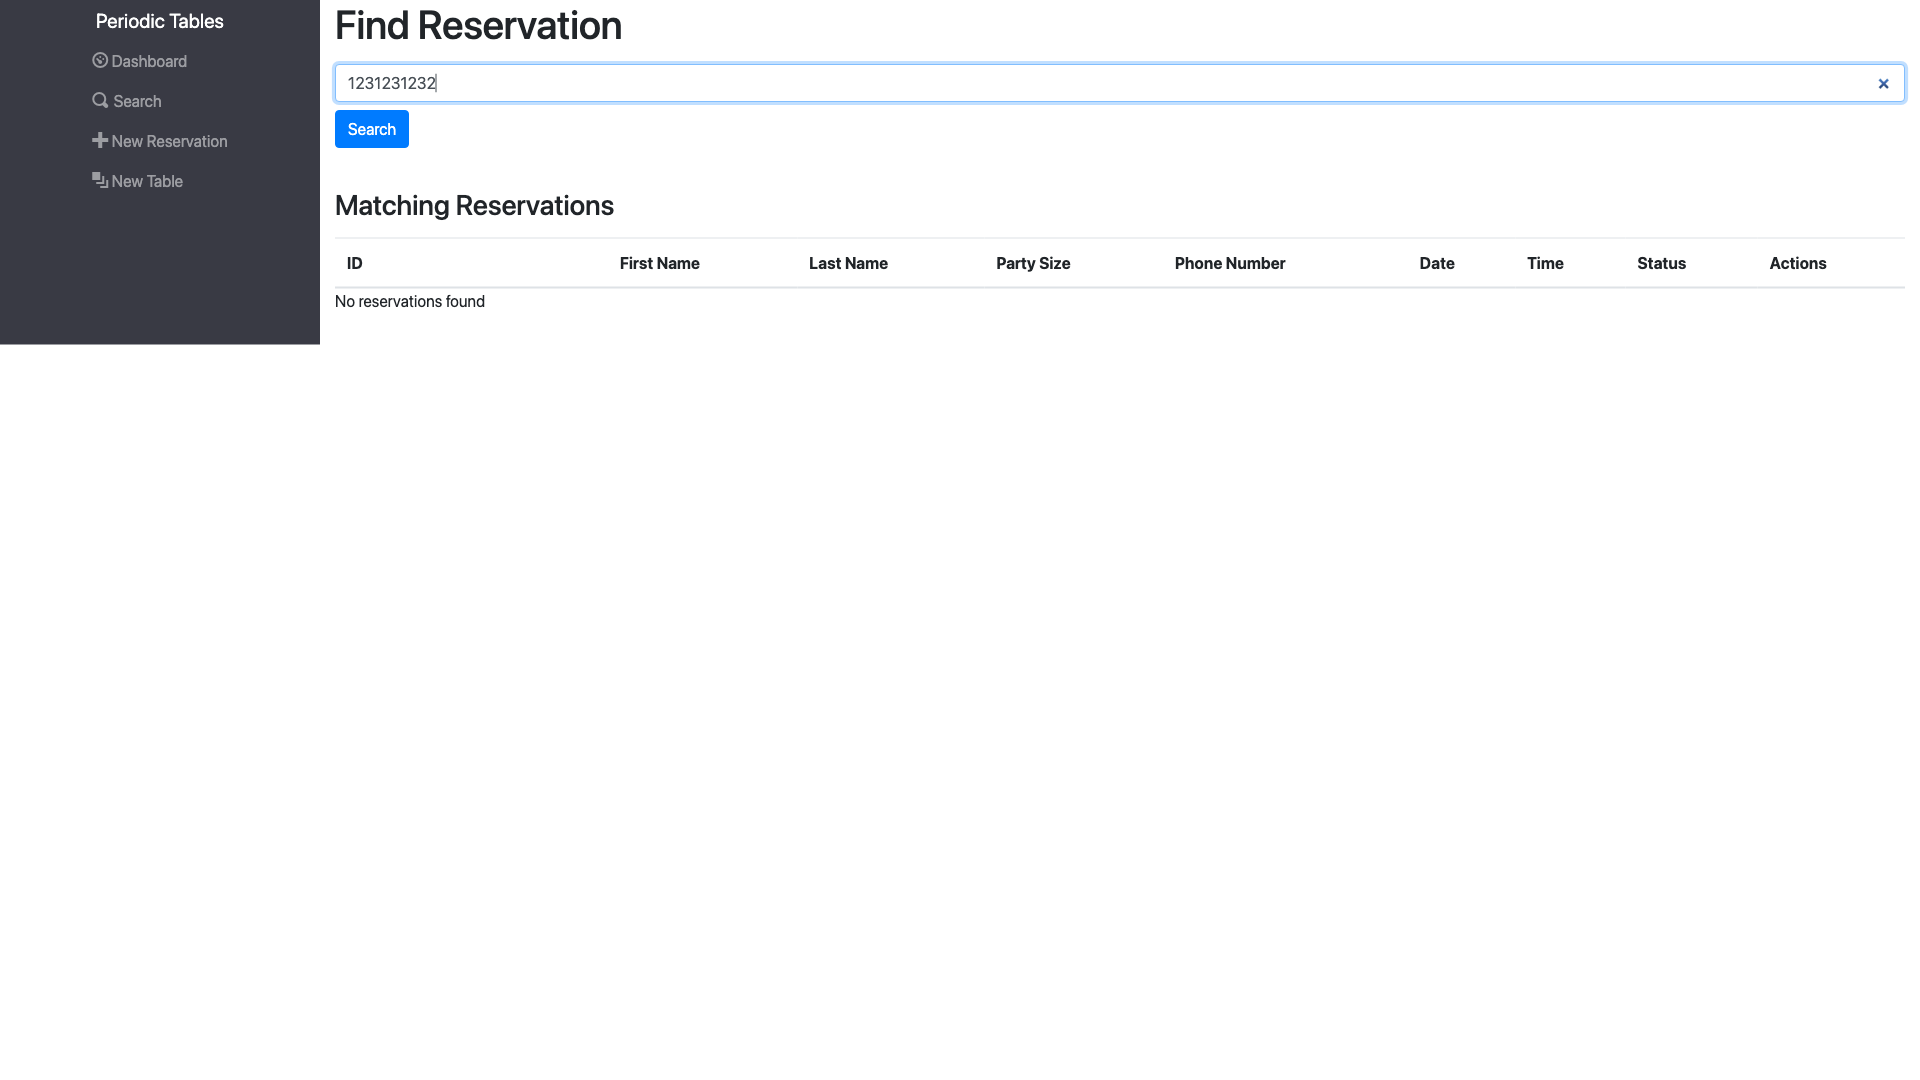 Periodic Tables
Dashboard
Search
New Reservation
New Table
Find Reservation
1231231232
Search
Matching Reservations
ID First Name Last Name Party Size Phone Number Date Time Status Actions
No reservations found